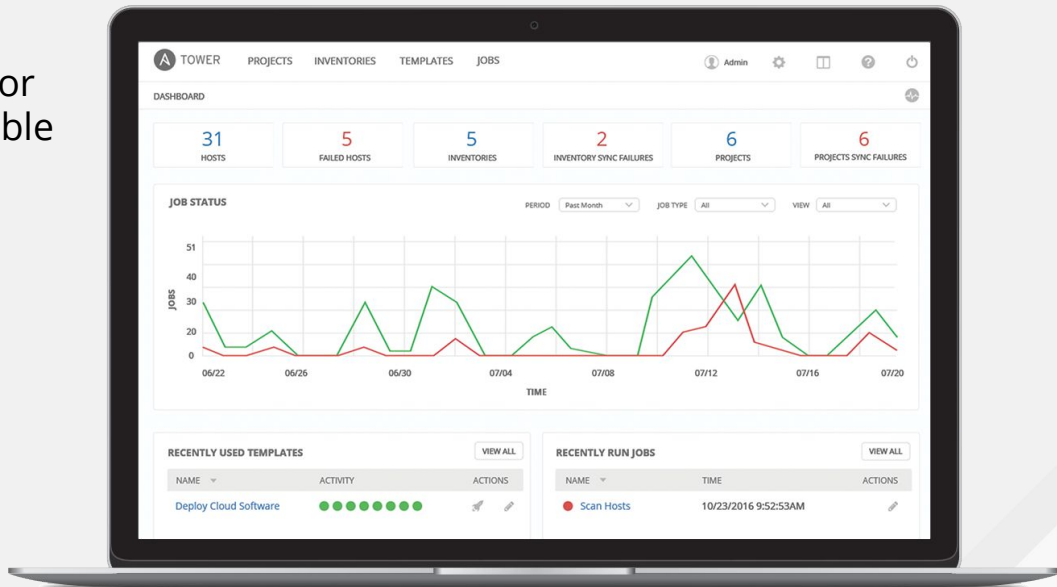 or
ble
A TOWER PROJECTS INVENTORIES TEMPLATES JOBS Admin ?
DASHBOARD
31 5 5 2 6 6
HOSTS FAILED HOSTS INVENTORIES INVENTORY SYNC FAILURES PROJECTS PROJECTS SYNC FAILURES
JOB STATUS PERIOD Past Month JOB TYPE All VIEW All
51
40
30
20
0
JOBS
06/22 06/26 06/30 07/04 07/08 07/12 07/16 07/20
TIME
RECENTLY USED TEMPLATES VIEW ALL
NAME ACTIVITY ACTIONS
Deploy Cloud Software
RECENTLY RUN JOBS VIEW ALL
NAME TIME ACTIONS
Scan Hosts 10/23/2016 9:52:53AM